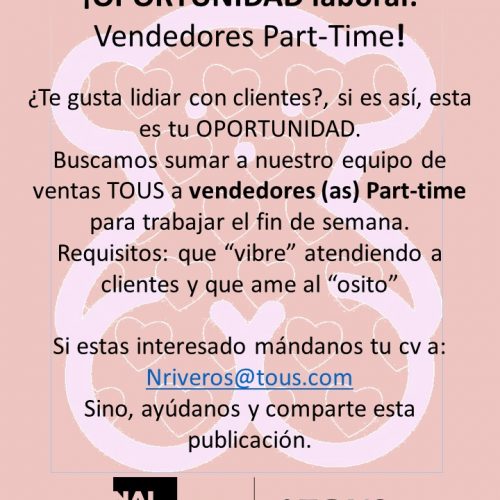 ¡OPORTUNIDAD laboral:
Vendedores Part-Time!
¿Te gusta lidiar con clientes?, si es así, esta
es tu OPORTUNIDAD.
Buscamos sumar a nuestro equipo de
ventas TOUS a vendedores (as) Part-time
para trabajar el fin de semana.
Requisitos: que “vibre” atendiendo a
clientes y que ame al “osito”
Si estas interesado mándanos tu cv a:
Nriveros@tous.com
Sino, ayúdanos y comparte esta
publicación.